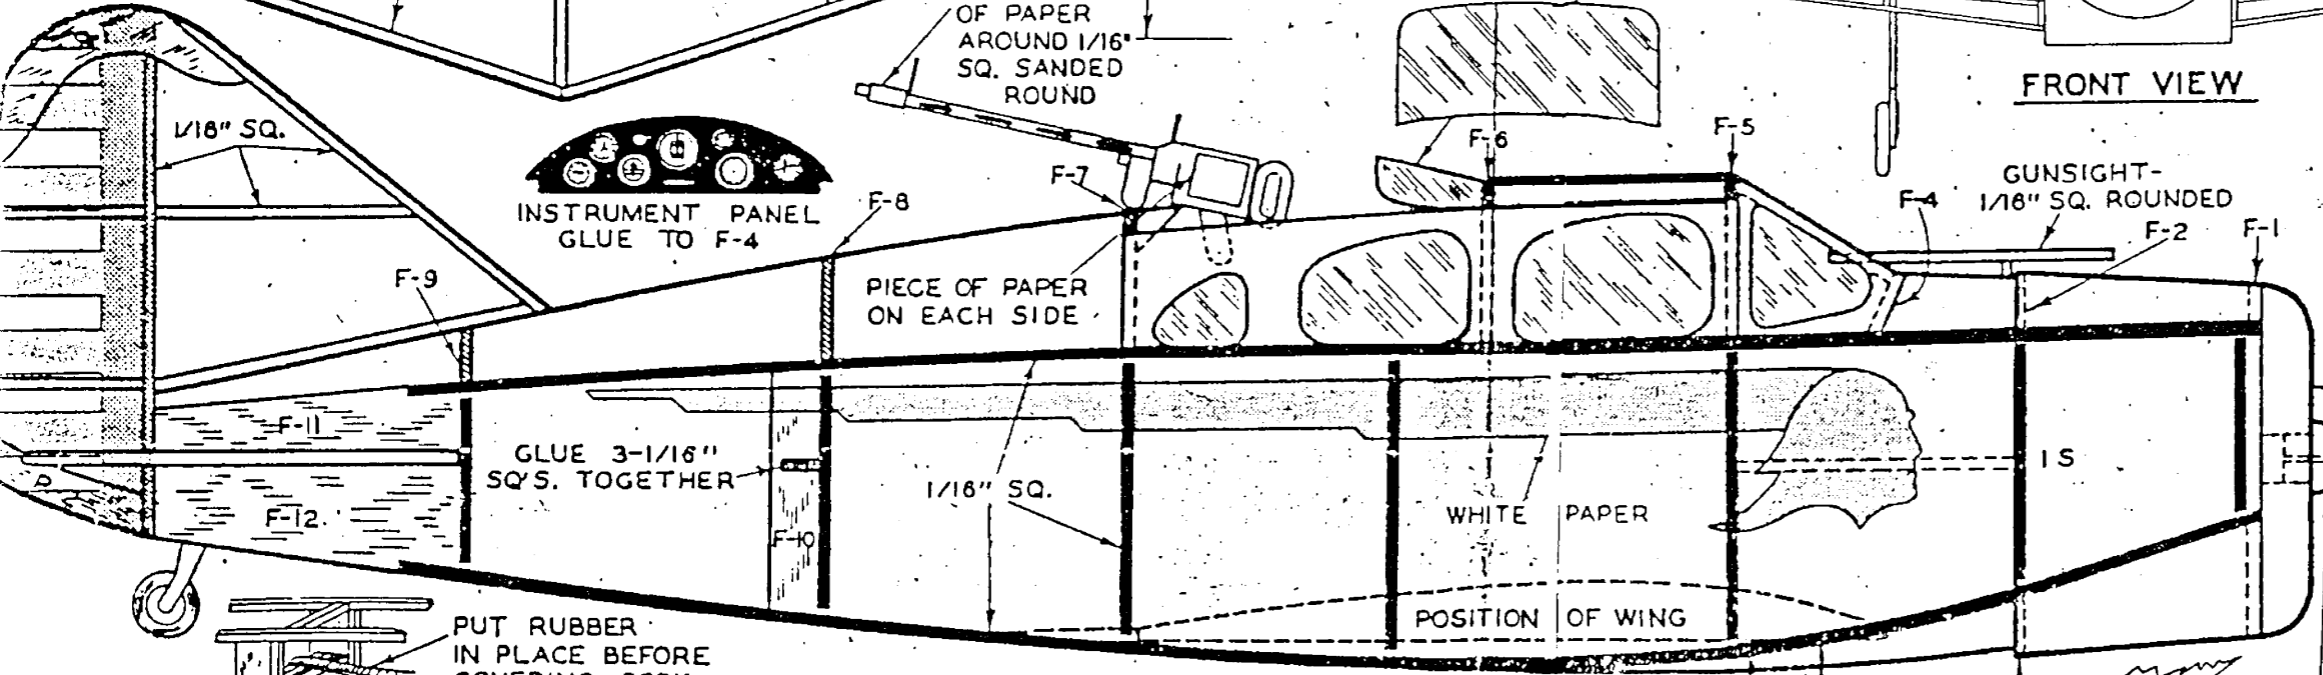 OF PAPER
AROUND 1/16"
SQ. SANDED
ROUND
FRONT VIEW
1/16" SQ.
INSTRUMENT PANEL
GLUE TO F-4
F-9
F-8
F-7
F-6
F-5
F-4
GUNSIGHT-
1/16" SQ. ROUNDED
F-2
F-1
PIECE OF PAPER
ON EACH SIDE
F-11
F-12
GLUE 3-1/16"
SQ'S. TOGETHER
F-10
1/16" SQ.
WHITE PAPER
1 S
POSITION OF WING
PUT RUBBER
IN PLACE BEFORE